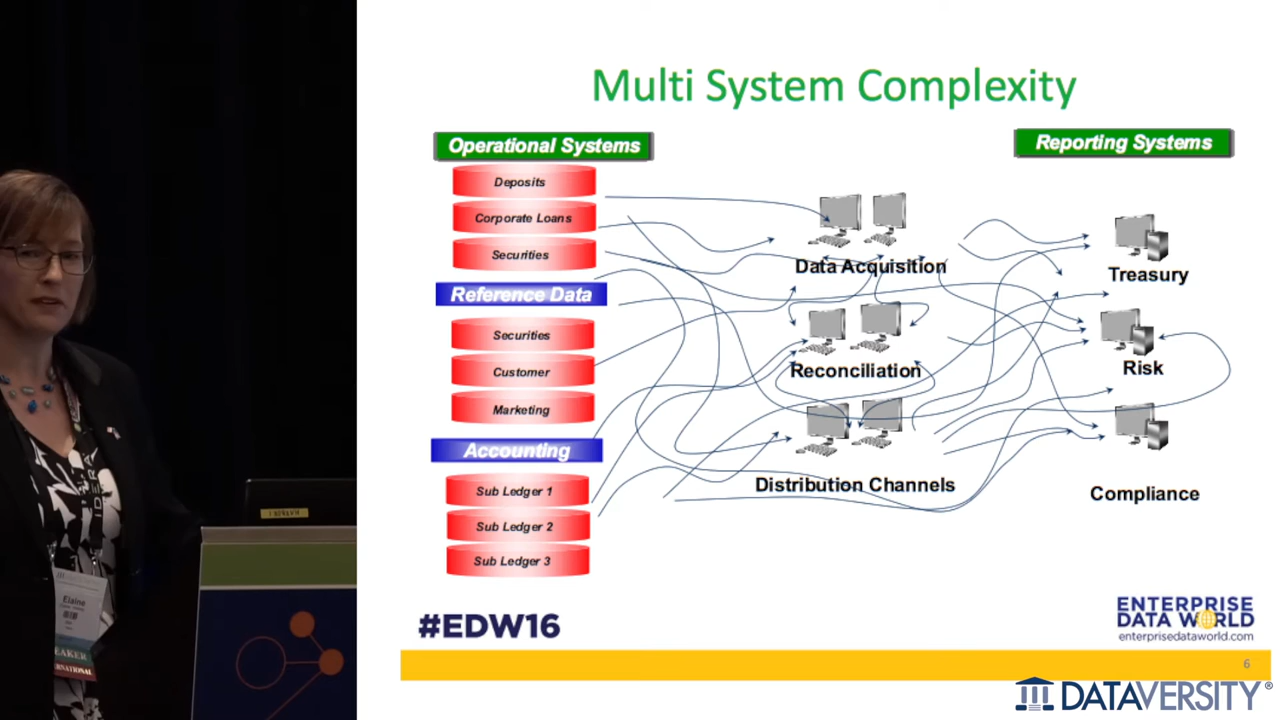 Multi System Complexity
Operational Systems
Reporting Systems
Deposits
Corporate Loans
Securities
Reference Data
Securities
Customer
Marketing
Accounting
Sub Ledger 1
Sub Ledger 2
Sub Ledger 3
Data Acquisition
Reconciliation
Distribution Channels
Treasury
Risk
Compliance
#EDW16
ENTERPRISE
DATA WORLD
enterprisedataworld.com
6
DATAVERSITY®
Elaine